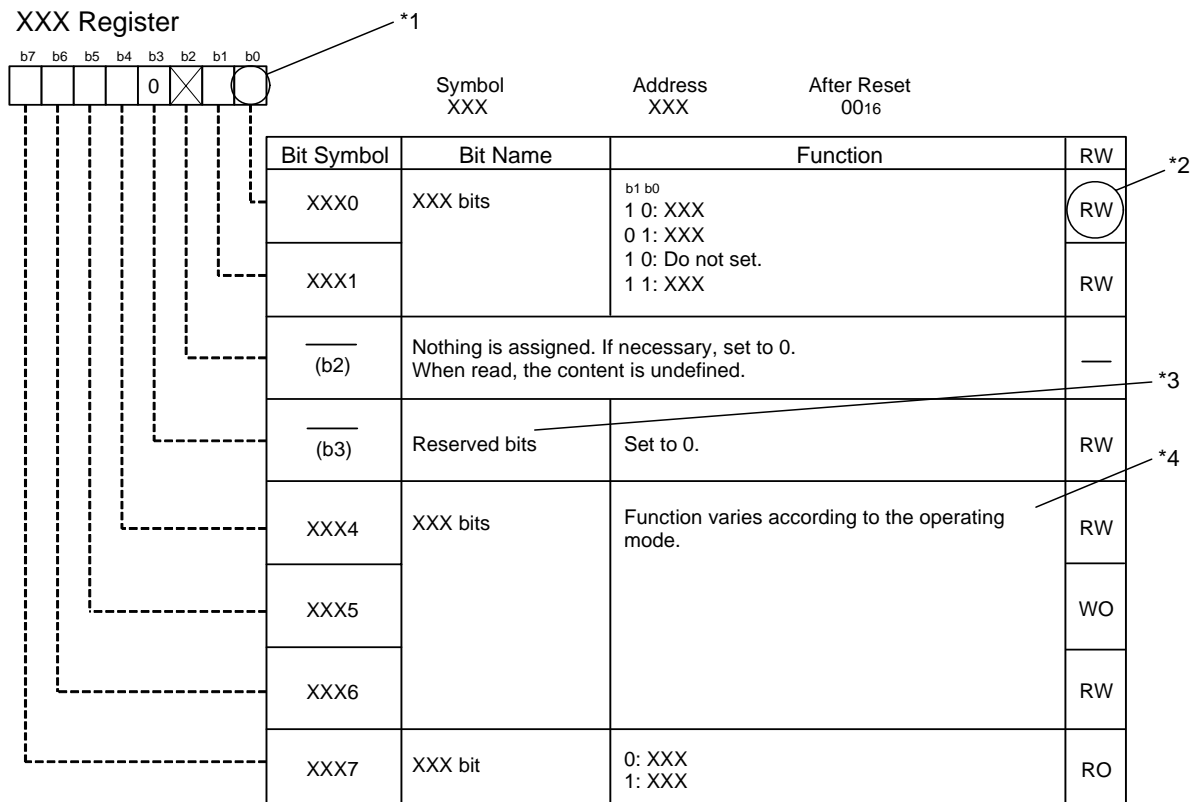 XXX Register
*1
b7 b6 b5 b4 b3 b2 b1 b0
0
Symbol Address After Reset
XXX XXX 0016
Bit Symbol Bit Name Function RW
*2
XXX0 XXX bits b1 b0 RW
1 0: XXX
0 1: XXX
1 0: Do not set.
XXX1 1 1: XXX RW
(b2) Nothing is assigned. If necessary, set to 0. —
When read, the content is undefined.
*3
(b3) Reserved bits Set to 0. RW
*4
XXX4 XXX bits Function varies according to the operating RW
mode.
XXX5 WO
XXX6 RW
XXX7 XXX bit 0: XXX RO
1: XXX